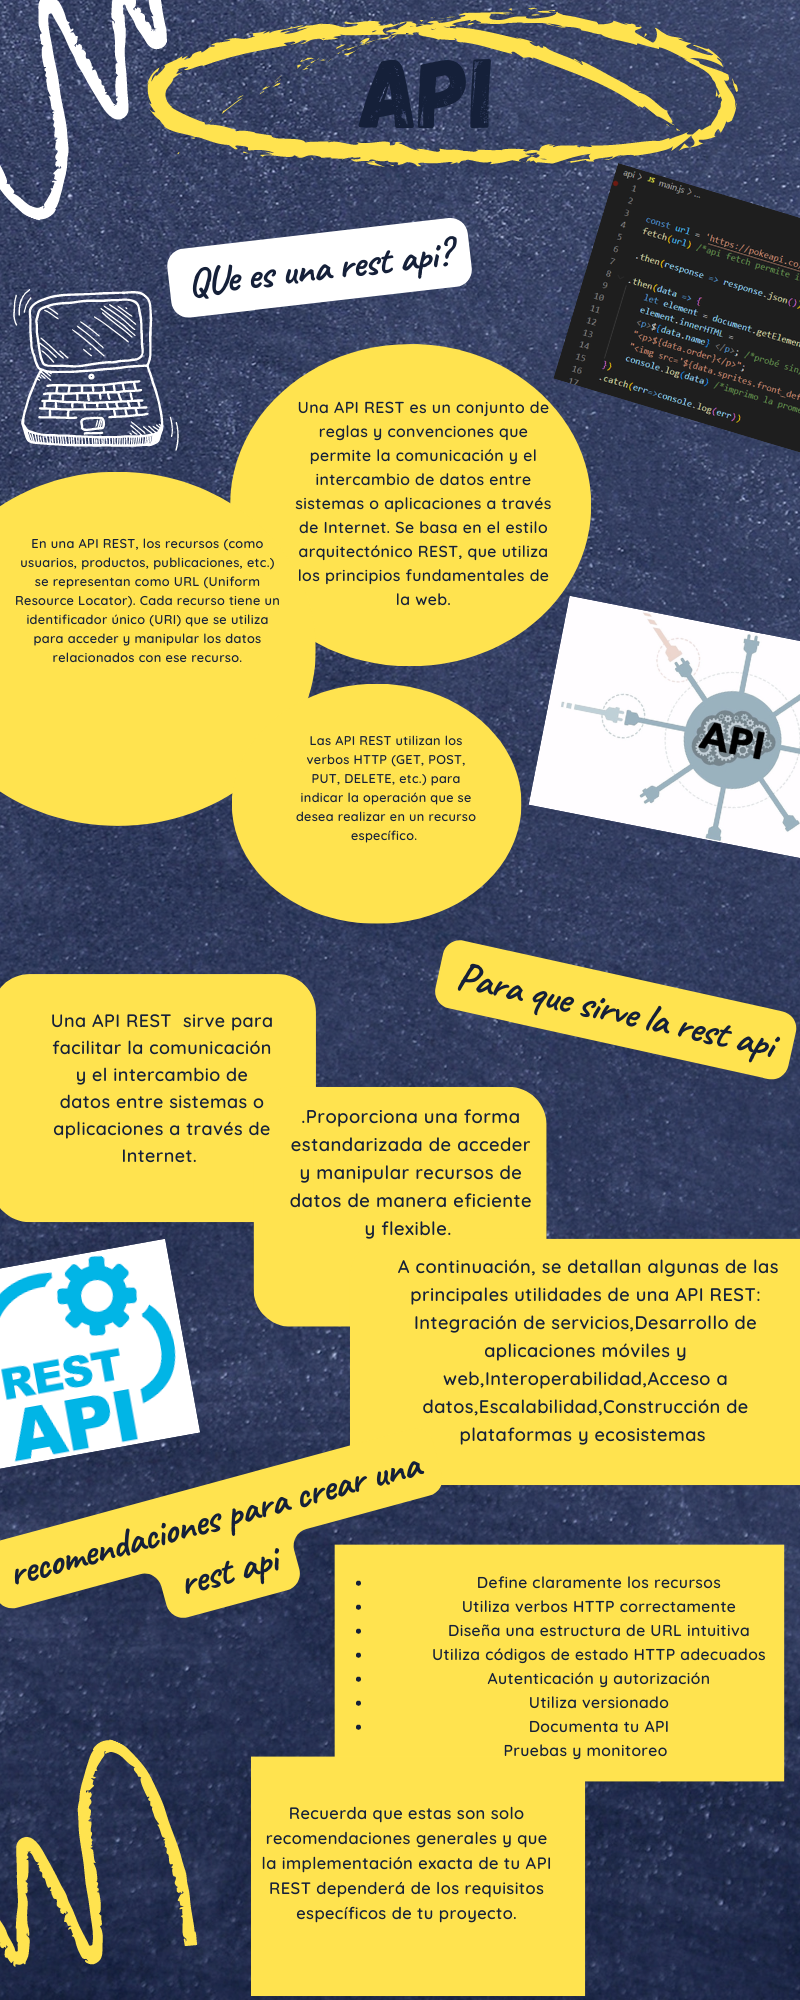 API
QUe es una rest api?
api > JS main.js > ...
1
2
3
4
5
6
7
8
9
10
11
12
13
14
15
16
17
const url = 'https://pokeapi.co
fetch(url) /*api fetch permite
.then(response => response.json())
.then(data => {
let element = document.getElemen
element.innerHTML =
<p>${data.name} </p>; /*probé sin
"<p>${data.order}</p>";
"<img src='${data.sprites.front_def
console.log(data) /*imprimo la prome
})
.catch(err=>console.log(err))
Una API REST es un conjunto de
reglas y convenciones que
permite la comunicación y el
intercambio de datos entre
sistemas o aplicaciones a través
de Internet. Se basa en el estilo
arquitectónico REST, que utiliza
los principios fundamentales de
la web.
En una API REST, los recursos (como
usuarios, productos, publicaciones, etc.)
se representan como URL (Uniform
Resource Locator). Cada recurso tiene un
identificador único (URI) que se utiliza
para acceder y manipular los datos
relacionados con ese recurso.
API
Las API REST utilizan los
verbos HTTP (GET, POST,
PUT, DELETE, etc.) para
indicar la operación que se
desea realizar en un recurso
específico.
Para que sirve la rest api
Una API REST  sirve para
facilitar la comunicación
y el intercambio de
datos entre sistemas o
aplicaciones a través de
Internet.
.Proporciona una forma
estandarizada de acceder
y manipular recursos de
datos de manera eficiente
y flexible.
A continuación, se detallan algunas de las
principales utilidades de una API REST:
Integración de servicios,Desarrollo de
aplicaciones móviles y
web,Interoperabilidad,Acceso a
datos,Escalabilidad,Construcción de
plataformas y ecosistemas
REST
API
recomendaciones para crear una
rest api
• Define claramente los recursos
• Utiliza verbos HTTP correctamente
• Diseña una estructura de URL intuitiva
• Utiliza códigos de estado HTTP adecuados
• Autenticación y autorización
• Utiliza versionado
• Documenta tu API
Pruebas y monitoreo
Recuerda que estas son solo
recomendaciones generales y que
la implementación exacta de tu API
REST dependerá de los requisitos
específicos de tu proyecto.